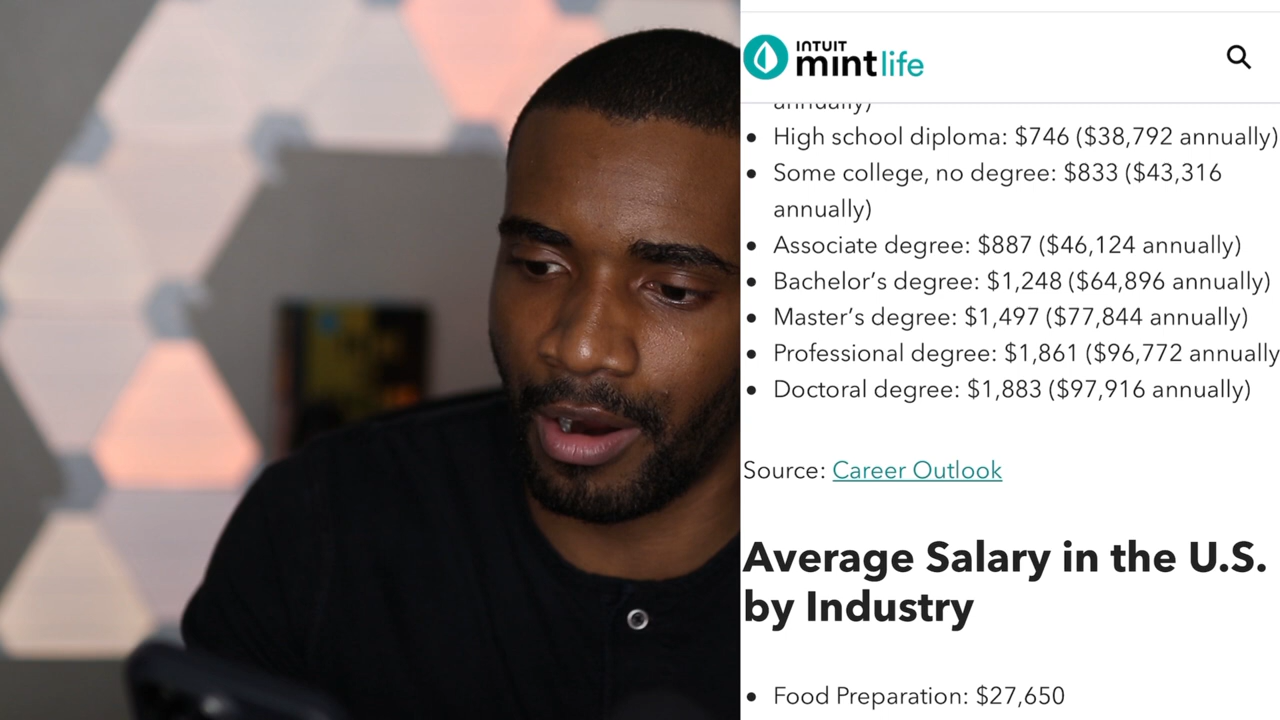 INTUIT
mintlife
annually)
• High school diploma: $746 ($38,792 annually)
• Some college, no degree: $833 ($43,316
annually)
• Associate degree: $887 ($46,124 annually)
• Bachelor’s degree: $1,248 ($64,896 annually)
• Master’s degree: $1,497 ($77,844 annually)
• Professional degree: $1,861 ($96,772 annually
• Doctoral degree: $1,883 ($97,916 annually)
Source: Career Outlook
Average Salary in the U.S.
by Industry
• Food Preparation: $27,650